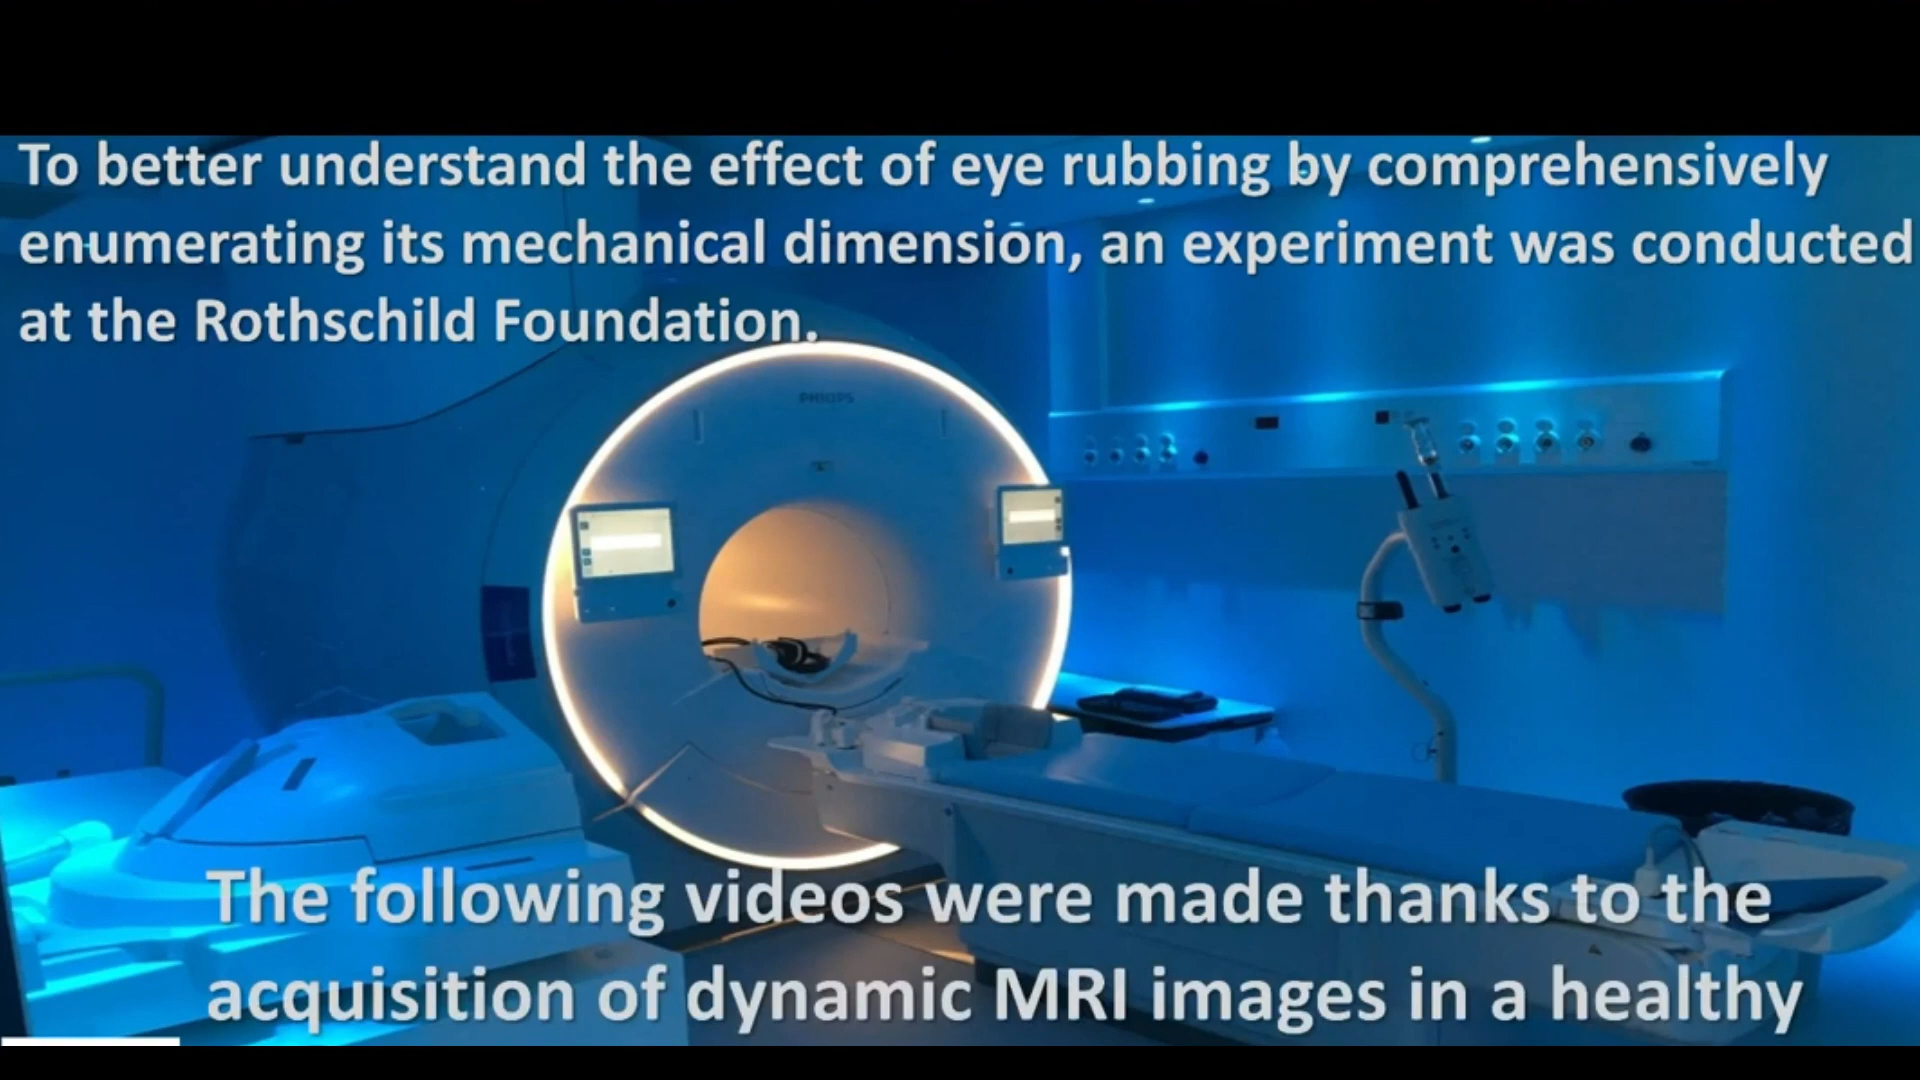 To better understand the effect of eye rubbing by comprehensively
enumerating its mechanical dimension, an experiment was conducted
at the Rothschild Foundation.
PHILIPS
The following videos were made thanks to the
acquisition of dynamic MRI images in a healthy